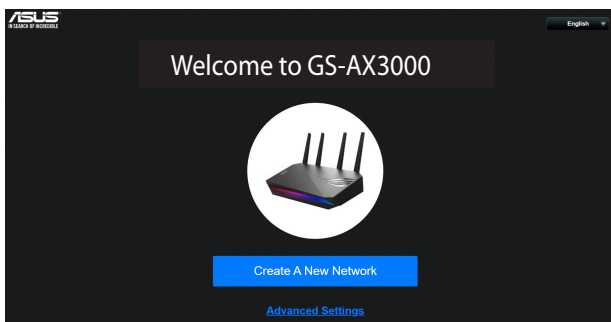 ASUS
IN SEARCH OF INCREDIBLE
English
Welcome to GS-AX3000
Create A New Network
Advanced Settings